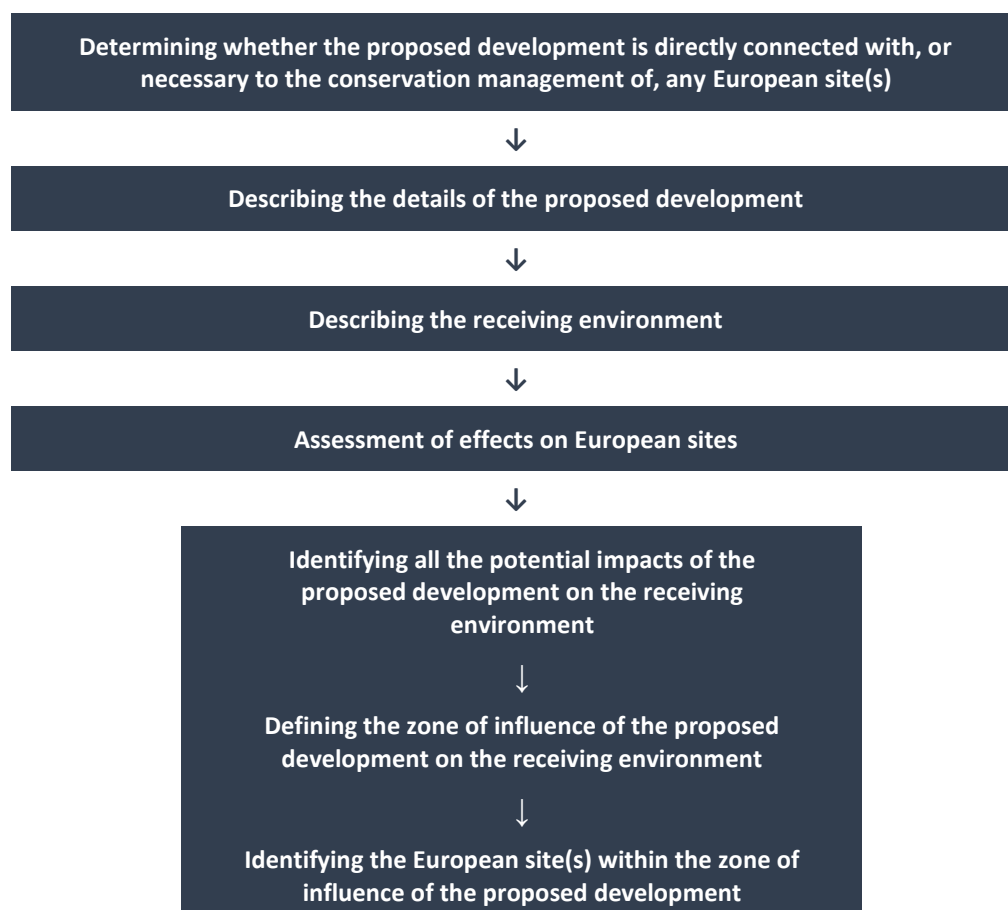 Determining whether the proposed development is directly connected with, or
necessary to the conservation management of, any European site(s)
↓
Describing the details of the proposed development
↓
Describing the receiving environment
↓
Assessment of effects on European sites
↓
Identifying all the potential impacts of the
proposed development on the receiving
environment
↓
Defining the zone of influence of the proposed
development on the receiving environment
↓
Identifying the European site(s) within the zone of
influence of the proposed development